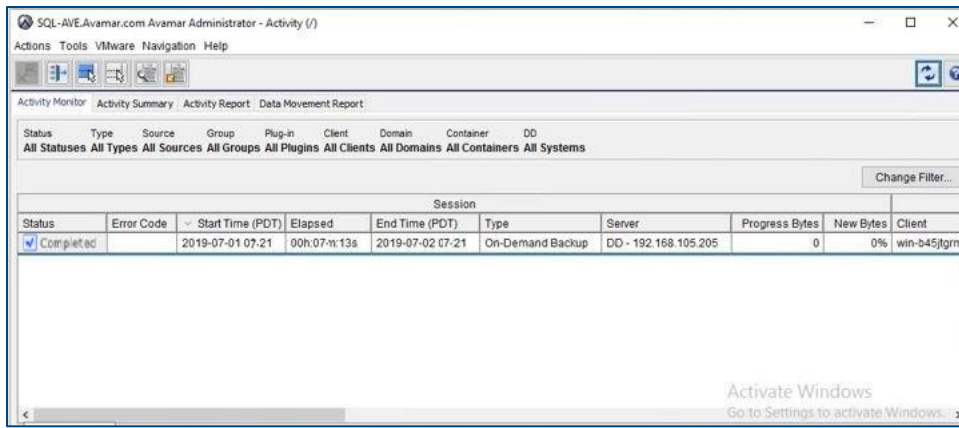 SQL-AVE.Avamar.com Avamar Administrator - Activity (/)
Actions Tools VMware Navigation Help
Activity Monitor Activity Summary Activity Report Data Movement Report
Status Type Source Group Plug-in Client Domain Container DD
All Statuses All Types All Sources All Groups All Plugins All Clients All Domains All Containers All Systems
Change Filter...
Session
Status Error Code Start Time (PDT) Elapsed End Time (PDT) Type Server Progress Bytes New Bytes Client
Completed 2019-07-01 07-21 00h:07-n:13s 2019-07-02 07-21 On-Demand Backup DD - 192.168.105.205 0 0% win-b45jtgrm
Activate Windows
Go to Settings to activate Windows.